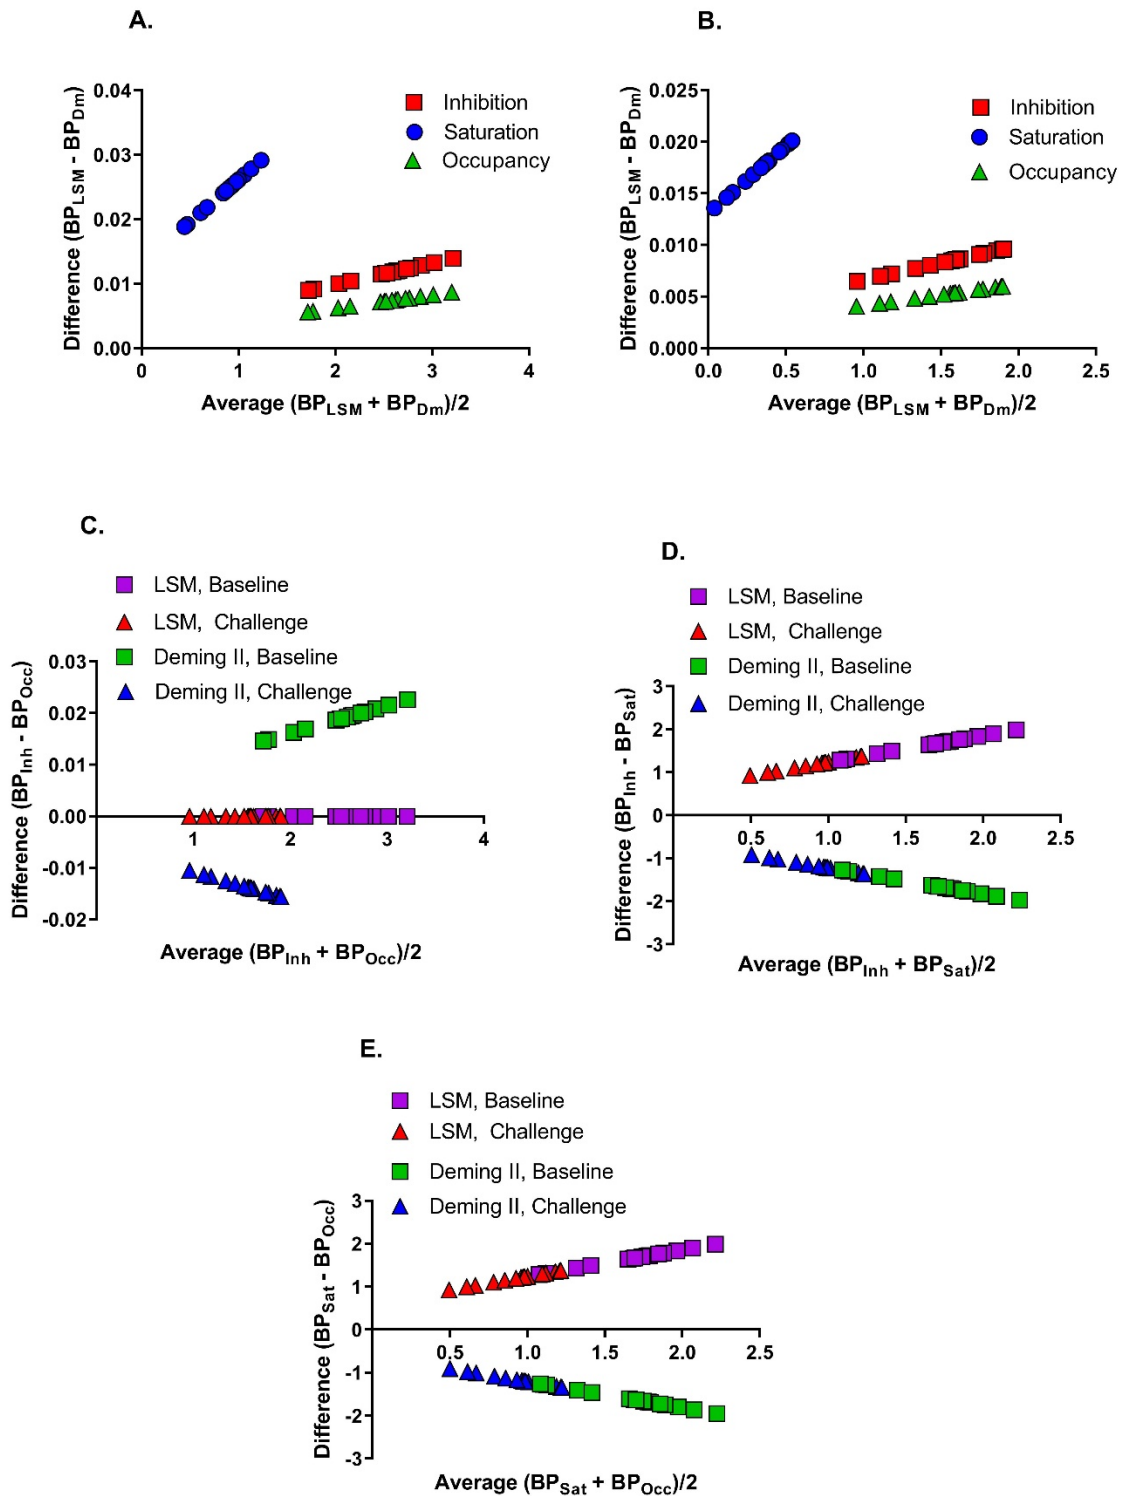 A.
Difference (BPLSM - BPDm)
0.04
0.03
0.02
0.01
0.00
0
1
2
3
4
Inhibition
Saturation
Occupancy
Average (BPLSM + BPDm)/2
B.
Difference (BPLSM - BPDm)
0.025
0.020
0.015
0.010
0.005
0.000
0.0
0.5
1.0
1.5
2.0
2.5
Inhibition
Saturation
Occupancy
Average (BPLSM + BPDm)/2
C.
LSM, Baseline
LSM, Challenge
Deming II, Baseline
Deming II, Challenge
Difference (BPInh - BPOcc)
0.03
0.02
0.01
0.00
-0.01
-0.02
1
2
3
4
Average (BPInh + BPOcc)/2
D.
LSM, Baseline
LSM, Challenge
Deming II, Baseline
Deming II, Challenge
Difference (BPInh - BPSat)
3
2
1
0
-1
-2
-3
0.5
1.0
1.5
2.0
2.5
Average (BPInh + BPSat)/2
E.
LSM, Baseline
LSM, Challenge
Deming II, Baseline
Deming II, Challenge
Difference (BPSat - BPOcc)
3
2
1
0
-1
-2
-3
0.5
1.0
1.5
2.0
2.5
Average (BPSat + BPOcc)/2